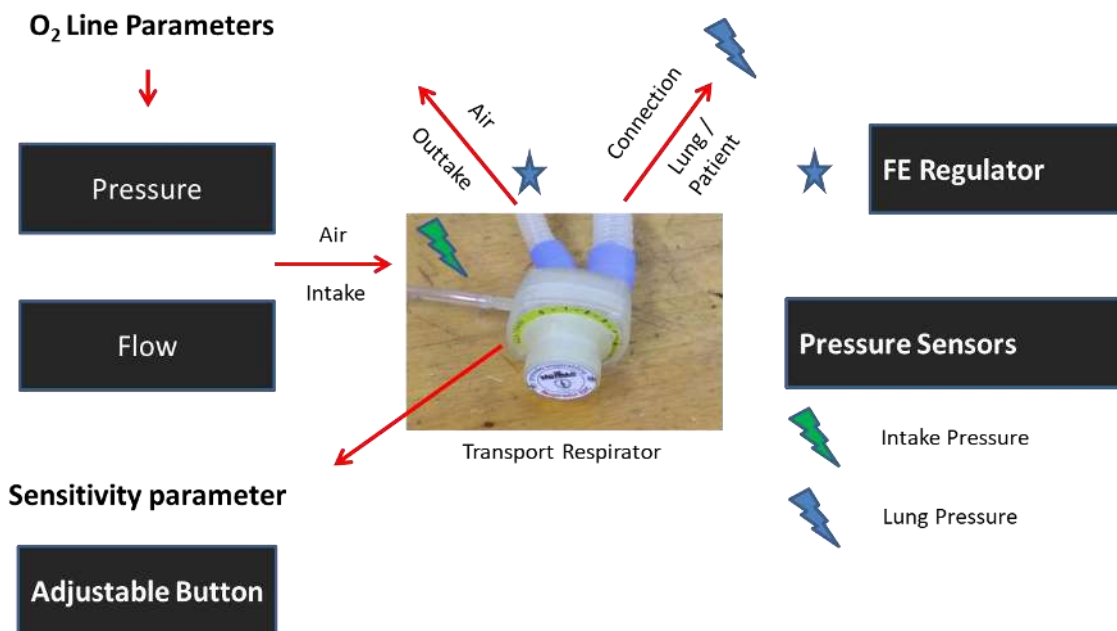 O₂ Line Parameters
Pressure
Flow
Air
Intake
Air
Outtake
Connection
Lung /
Patient
Transport Respirator
Sensitivity parameter
Adjustable Button
FE Regulator
Pressure Sensors
Intake Pressure
Lung Pressure